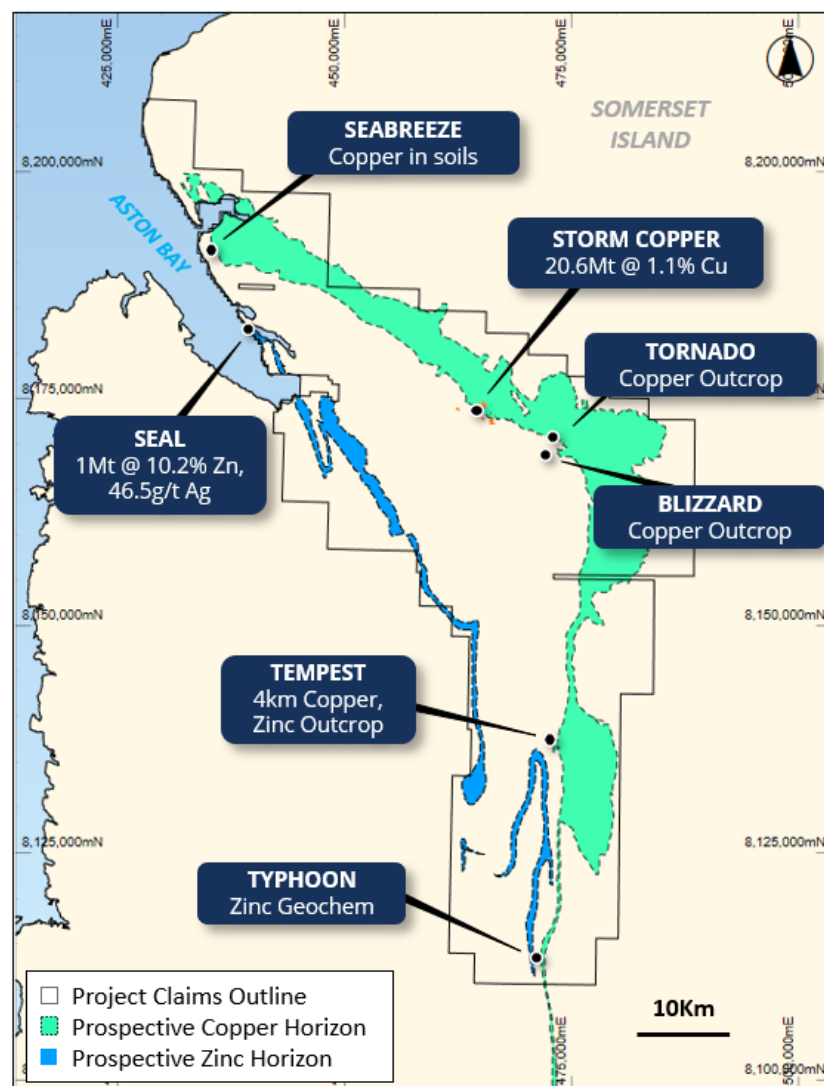 425,000mE
450,000mE
475,000mE
SOMERSET
ISLAND
SEABREEZE
Copper in soils
8,200,000mN
8,200,000mN
ASTON BAY
STORM COPPER
20.6Mt @ 1.1% Cu
TORNADO
Copper Outcrop
8,175,000mN
SEAL
1Mt @ 10.2% Zn,
46.5g/t Ag
BLIZZARD
Copper Outcrop
8,150,000mN
8,150,000mN
TEMPEST
4km Copper,
Zinc Outcrop
8,125,000mN
8,125,000mN
TYPHOON
Zinc Geochem
Project Claims Outline
Prospective Copper Horizon
Prospective Zinc Horizon
10Km
475,000mE
8,100,000mN